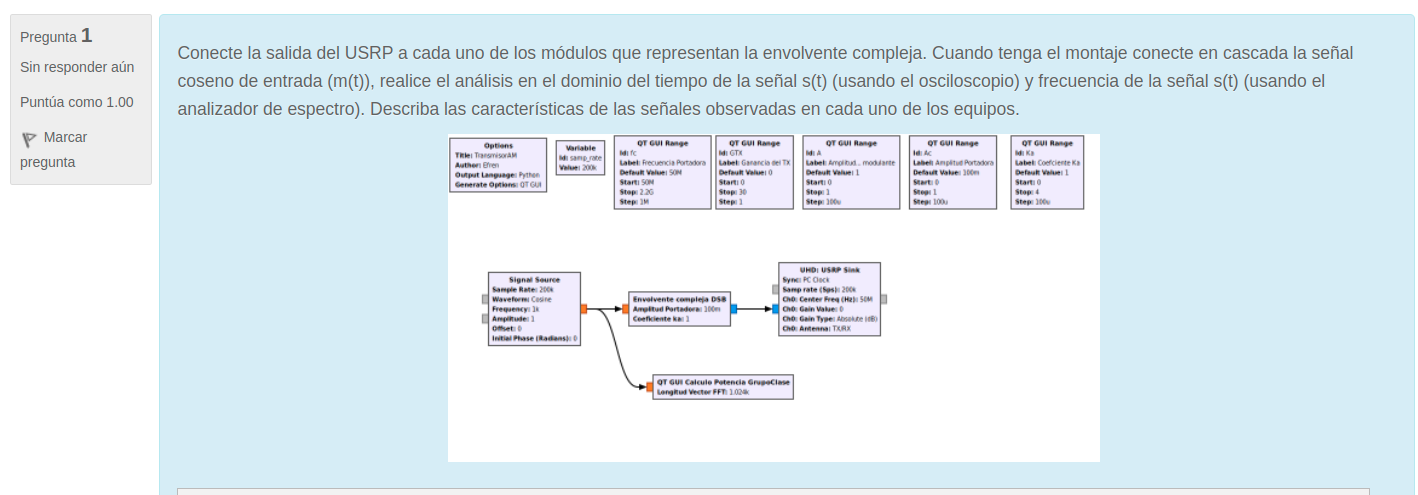 Pregunta 1
Sin responder aún
Puntúa como 1.00
Marcar
pregunta
Conecte la salida del USRP a cada uno de los módulos que representan la envolvente compleja. Cuando tenga el montaje conecte en cascada la señal
coseno de entrada (m(t)), realice el análisis en el dominio del tiempo de la señal s(t) (usando el osciloscopio) y frecuencia de la señal s(t) (usando el
analizador de espectro). Describa las características de las señales observadas en cada uno de los equipos.
Options
Title: TransmisorAM
Author: Efren
Output Language: Python
Generate Options: QT GUI
Variable
Id: samp_rate
Value: 200k
QT GUI Range
Id: fc
Label: Frecuencia Portadora
Default Value: 50M
Start: 50M
Stop: 2.2G
Step: 1M
QT GUI Range
Id: GTX
Label: Ganancia del TX
Default Value: 0
Start: 0
Stop: 30
Step: 1
QT GUI Range
Id: A
Label: Amplitud... modulante
Default Value: 1
Start: 0
Stop: 1
Step: 100u
QT GUI Range
Id: Ac
Label: Amplitud Portadora
Default Value: 100m
Start: 0
Stop: 1
Step: 100u
QT GUI Range
Id: Ka
Label: Coefciente Ka
Default Value: 1
Start: 0
Stop: 4
Step: 100u
Signal Source
Sample Rate: 200k
Waveform: Cosine
Frequency: 1k
Amplitude: 1
Offset: 0
Initial Phase (Radians): 0
Envolvente compleja DSB
Amplitud Portadora: 100m
Coeficiente ka: 1
UHD: USRP Sink
Sync: PC Clock
Samp rate (Sps): 200k
Ch0: Center Freq (Hz): 50M
Ch0: Gain Value: 0
Ch0: Gain Type: Absolute (dB)
Ch0: Antenna: TX/RX
QT GUI Calculo Potencia GrupoClase
Longitud Vector FFT: 1.024k